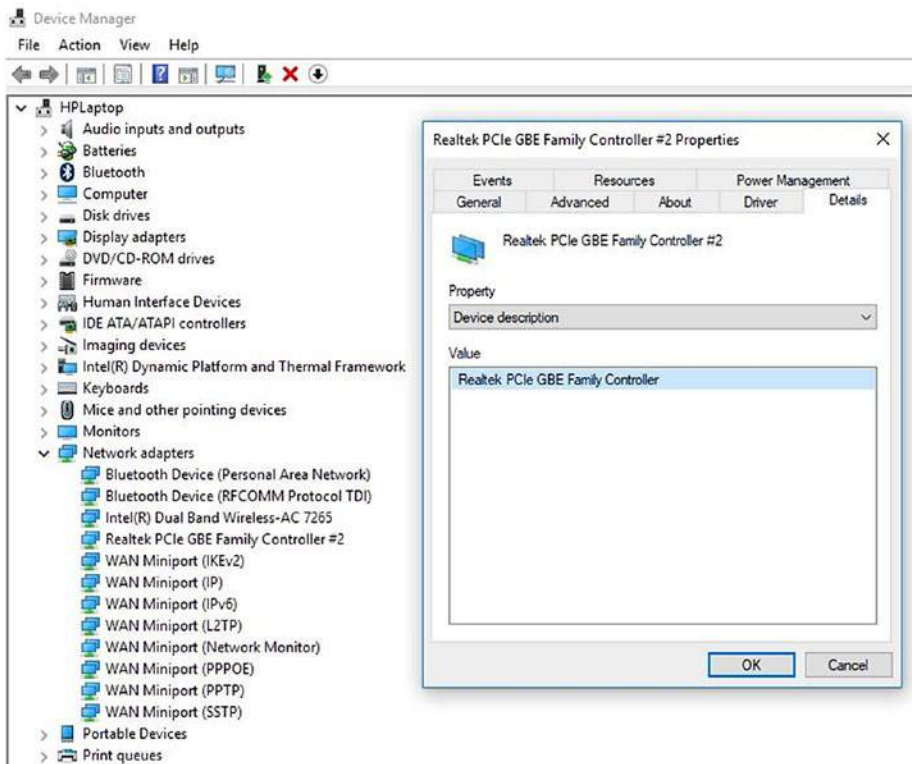 Device Manager
File Action View Help
HPLaptop
Audio inputs and outputs
Batteries
Bluetooth
Computer
Disk drives
Display adapters
DVD/CD-ROM drives
Firmware
Human Interface Devices
IDE ATA/ATAPI controllers
Imaging devices
Intel(R) Dynamic Platform and Thermal Framework
Keyboards
Mice and other pointing devices
Monitors
Network adapters
Bluetooth Device (Personal Area Network)
Bluetooth Device (RFCOMM Protocol TDI)
Intel(R) Dual Band Wireless-AC 7265
Realtek PCIe GBE Family Controller #2
WAN Miniport (IKEv2)
WAN Miniport (IP)
WAN Miniport (IPv6)
WAN Miniport (L2TP)
WAN Miniport (Network Monitor)
WAN Miniport (PPPOE)
WAN Miniport (PPTP)
WAN Miniport (SSTP)
Portable Devices
Print queues
Realtek PCIe GBE Family Controller #2 Properties
Events Resources Power Management
General Advanced About Driver Details
Realtek PCIe GBE Family Controller #2
Property
Device description
Value
Realtek PCIe GBE Family Controller
OK Cancel